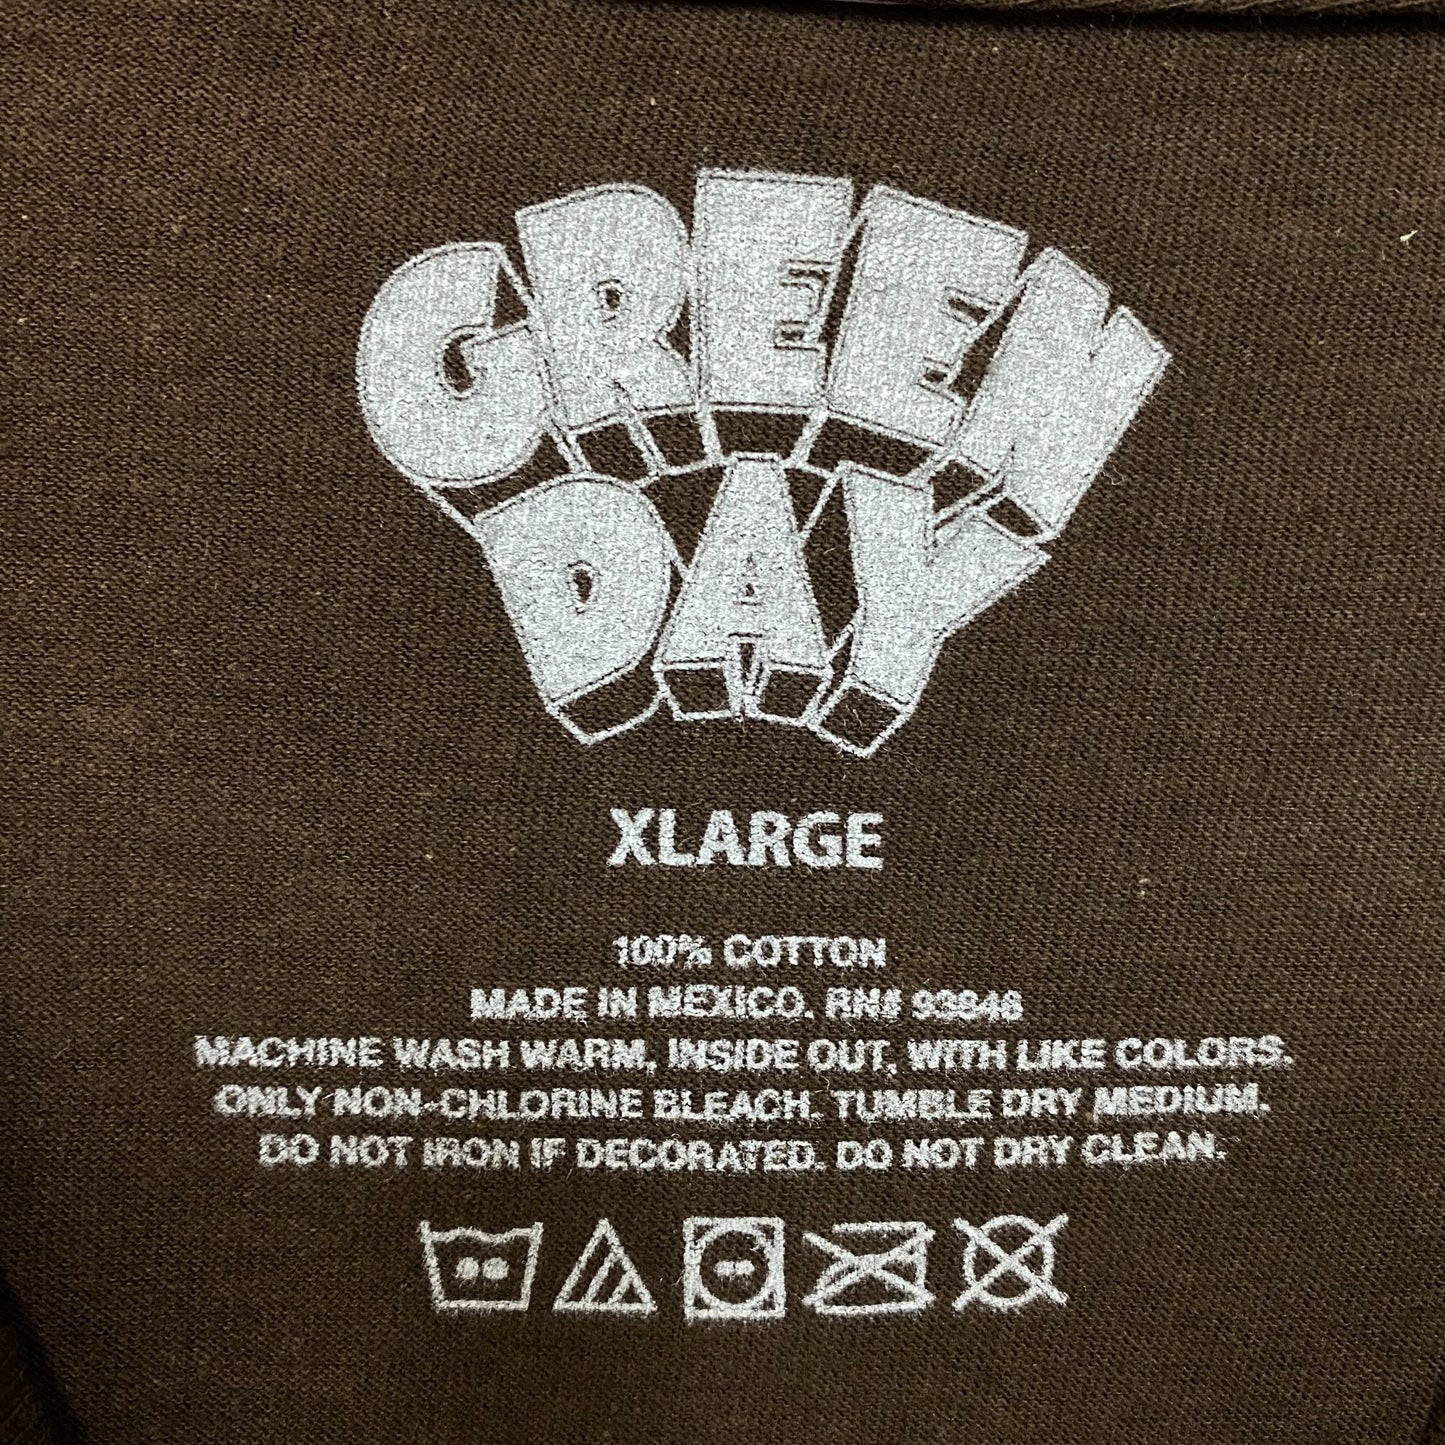 GREEN
DAY
XLARGE
100% COTTON
MADE IN MEXICO. RN# 93846
MACHINE WASH WARM, INSIDE OUT, WITH LIKE COLORS.
ONLY NON-CHLORINE BLEACH. TUMBLE DRY MEDIUM.
DO NOT IRON IF DECORATED. DO NOT DRY CLEAN.